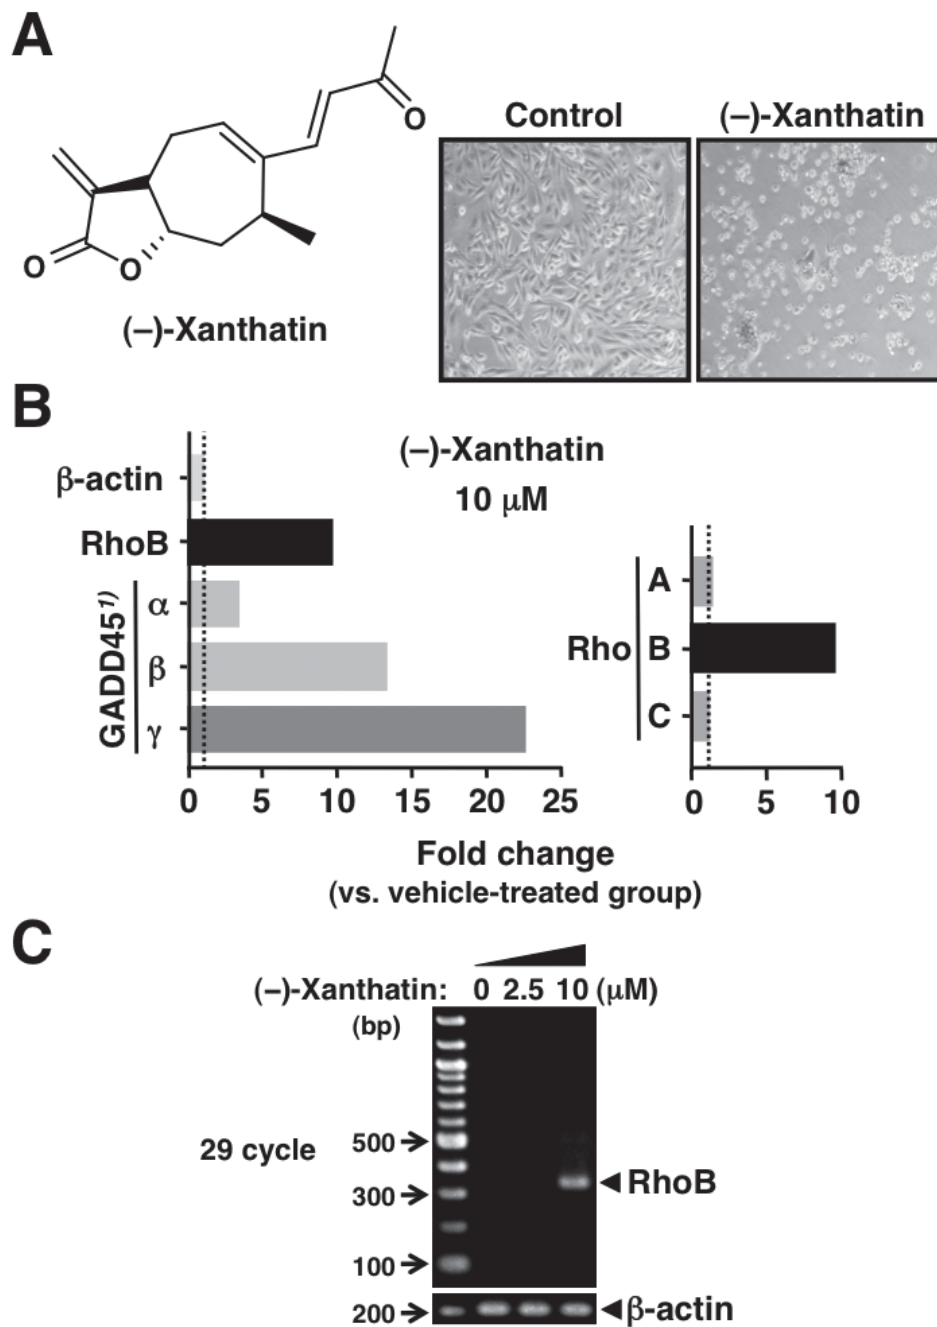 A
O
O
O
(–)-Xanthatin
Control
(–)-Xanthatin
B
(–)-Xanthatin
10 μM
β-actin
RhoB
GADD45¹⁾
α
β
γ
0 5 10 15 20 25
Rho
A
B
C
0 5 10
Fold change
(vs. vehicle-treated group)
C
(–)-Xanthatin: 0 2.5 10 (μM)
(bp)
29 cycle
500
300
100
200
RhoB
β-actin